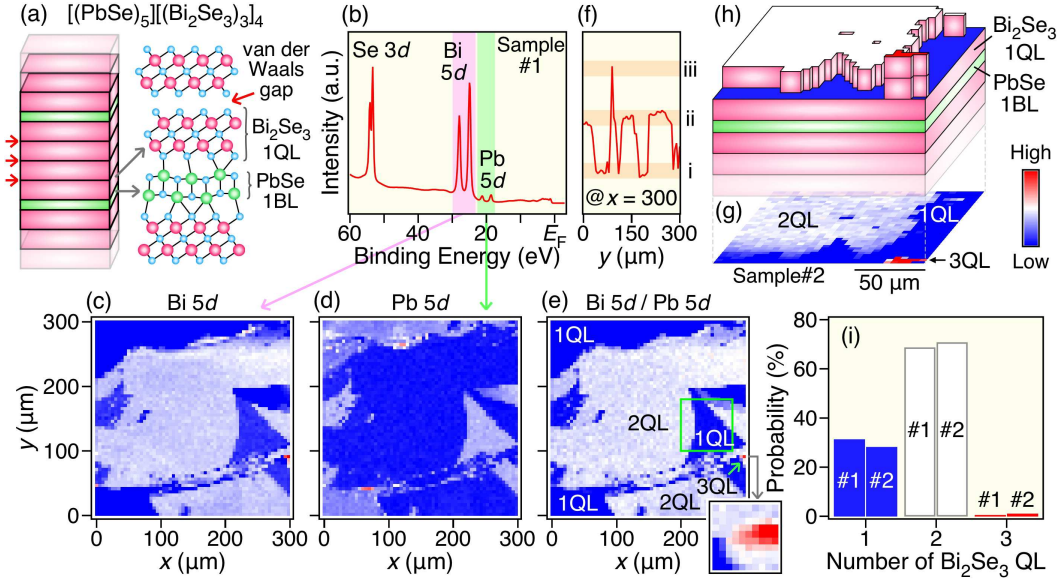 (a) [(PbSe)₅][(Bi₂Se₃)₃]₄
van der
Waals
gap
Bi₂Se₃
1QL
PbSe
1BL
(b)
Se 3d
Bi
5d
Sample
#1
Pb
5d
Intensity (a.u.)
60 40 20 E_F
Binding Energy (eV)
(f)
iii
ii
i
@ x = 300
0 300
y (µm)
(h)
Bi₂Se₃
1QL
PbSe
1BL
(g)
2QL
1QL
3QL
Sample#2
50 µm
High
Low
(c) Bi 5d
300
200
100
0
y (µm)
0 100 200 300
x (µm)
(d) Pb 5d
0 100 200 300
x (µm)
(e) Bi 5d / Pb 5d
1QL
2QL
1QL
3QL
1QL
2QL
0 100 200
x (µm)
(i)
80
60
40
20
0
Probability (%)
#1
#2
#1
#2
#1
#2
1 2 3
Number of Bi₂Se₃ QL